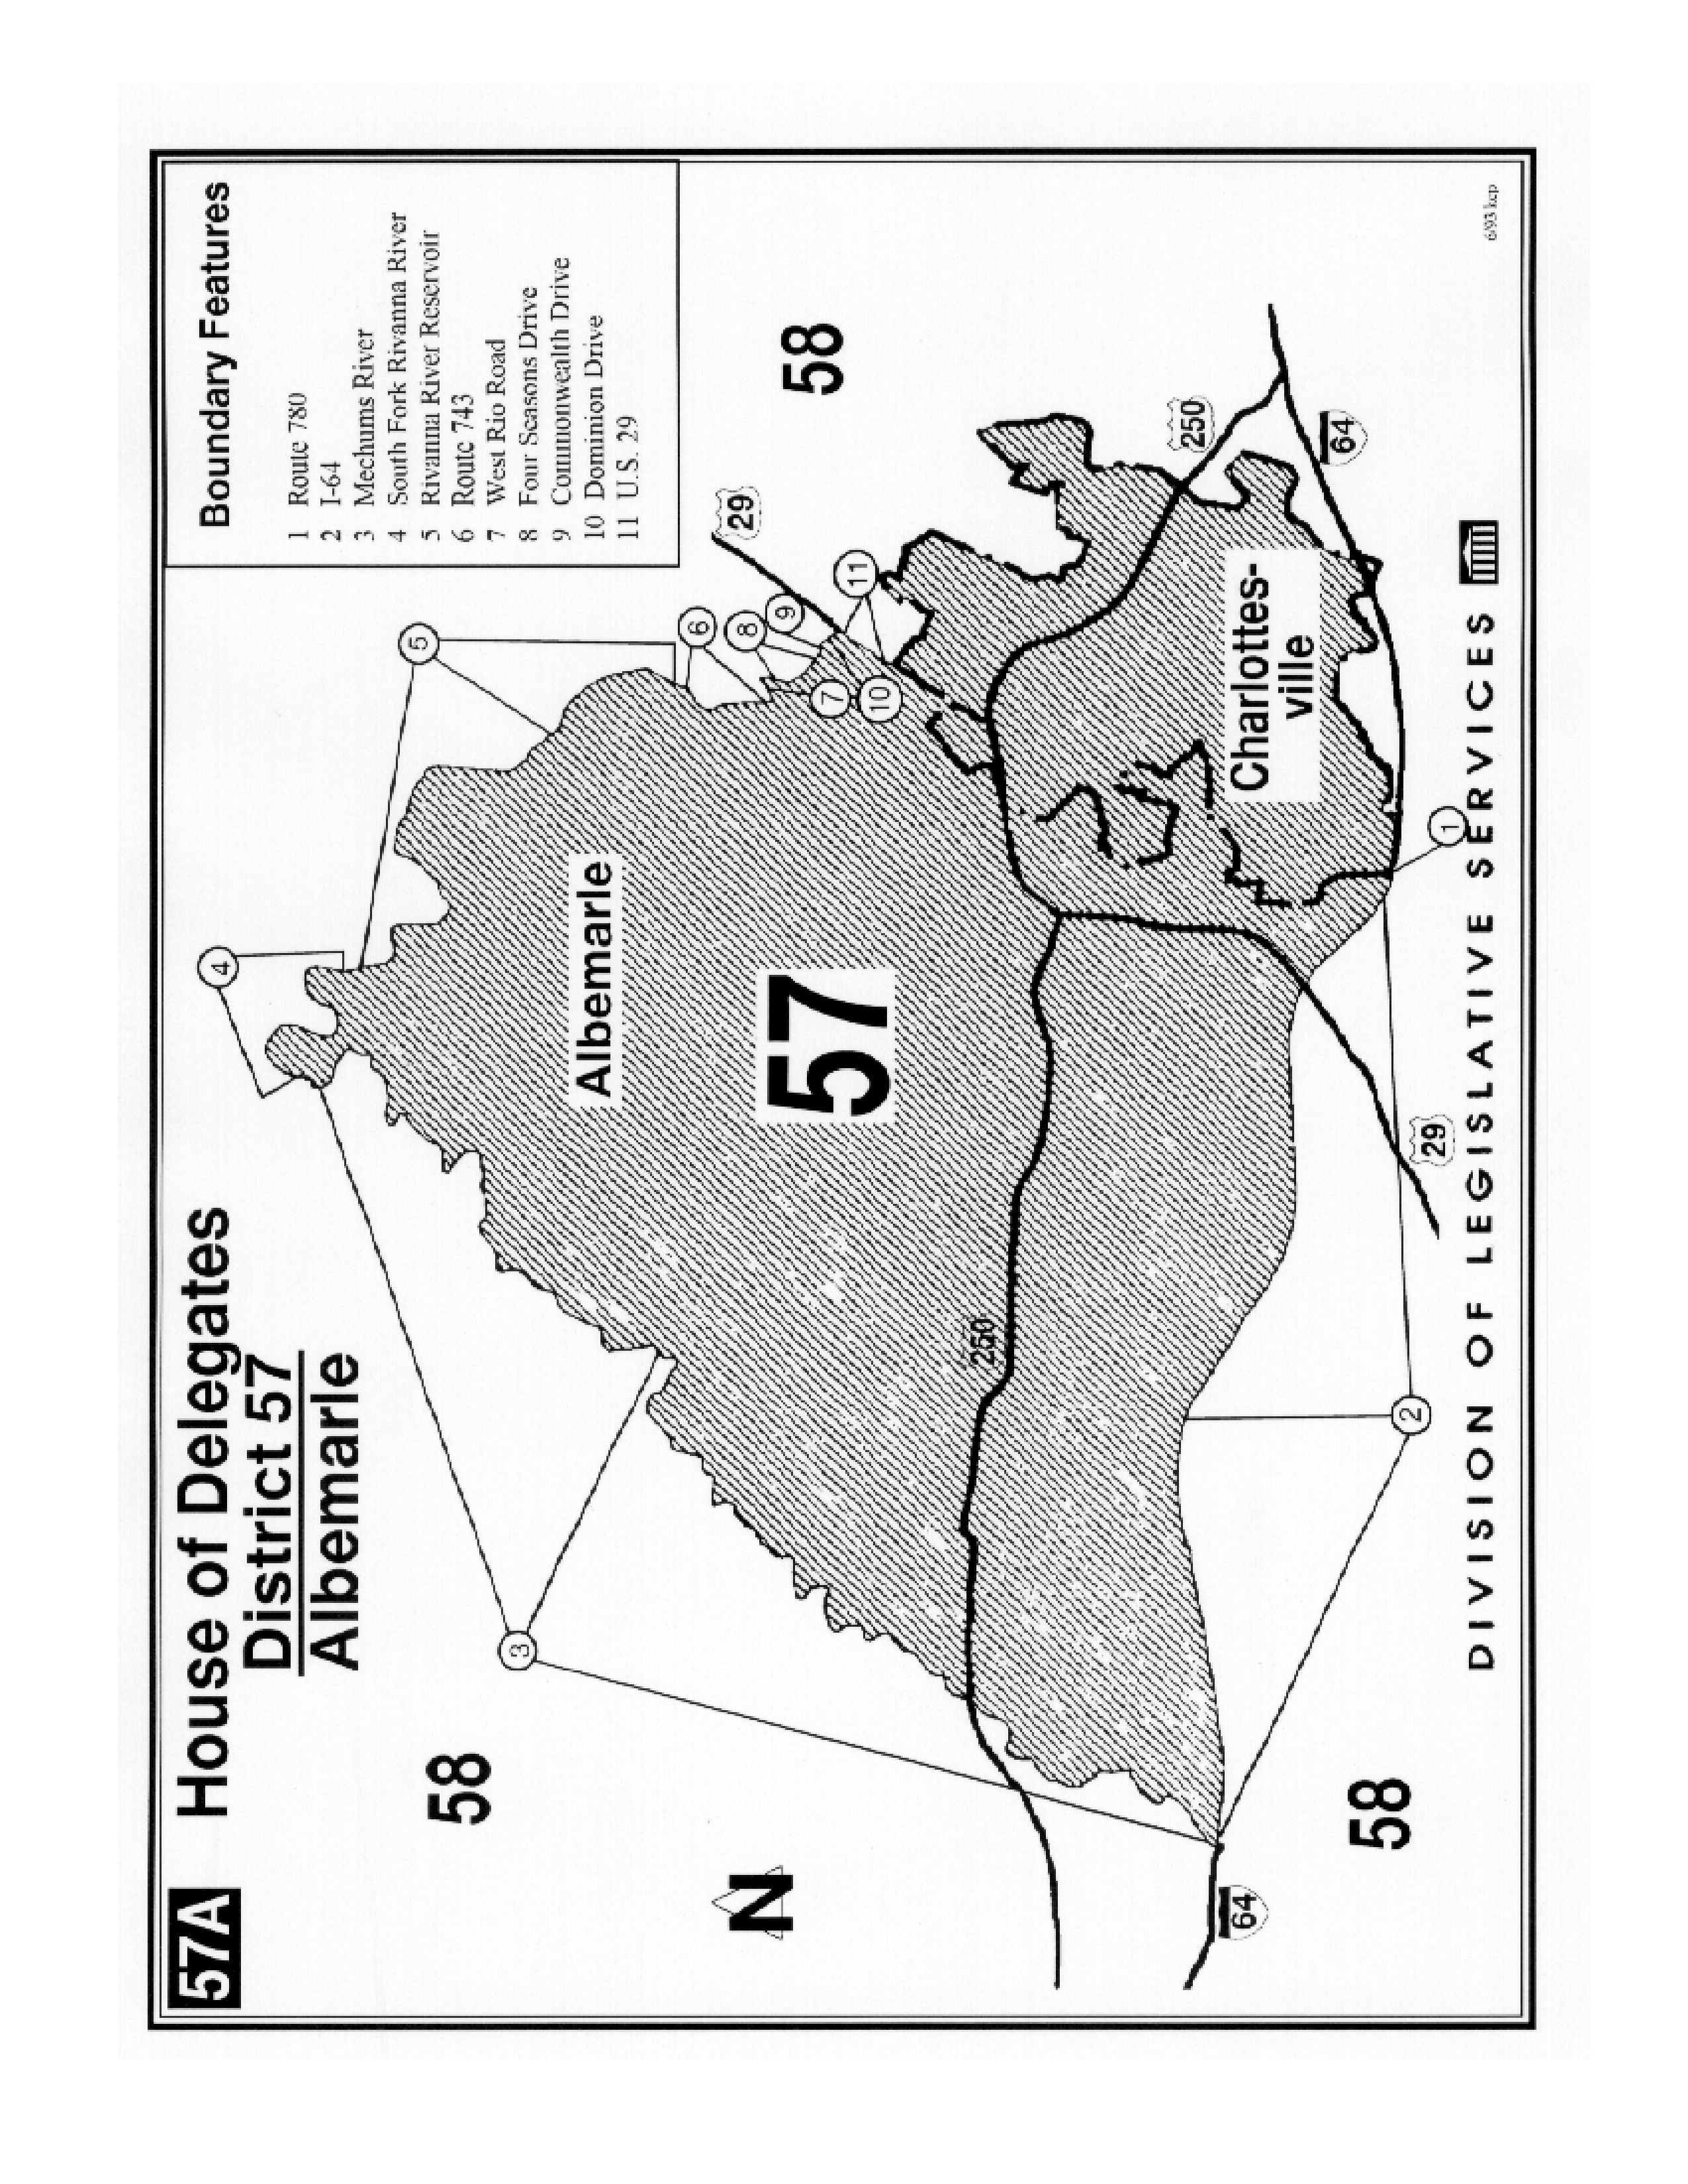 57A
House of Delegates
District 57
Albemarle
Boundary Features
1 Route 780
2 I-64
3 Mechums River
4 South Fork Rivanna River
5 Rivanna River Reservoir
6 Route 743
7 West Rio Road
8 Four Seasons Drive
9 Commonwealth Drive
10 Dominion Drive
11 U.S. 29
4
5
58
3
Albemarle
6
29
8
9
58
N
57
7
11
10
250
250
Charlottes-
ville
64
64
58
2
29
1
DIVISION OF LEGISLATIVE SERVICES
6/93 kcp